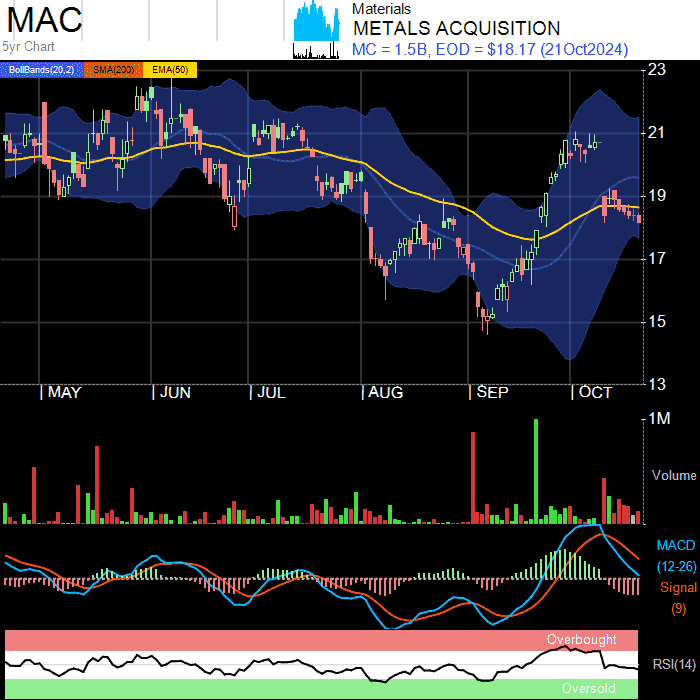 MAC
5yr Chart
Materials
METALS ACQUISITION
MC = 1.5B, EOD = $18.17 (21Oct2024)
BollBands(20,2) SMA(200) EMA(50)
23
21
19
17
15
13
MAY JUN JUL AUG SEP OCT
1M
Volume
MACD
(12-26)
Signal
(9)
Overbought
RSI(14)
Oversold